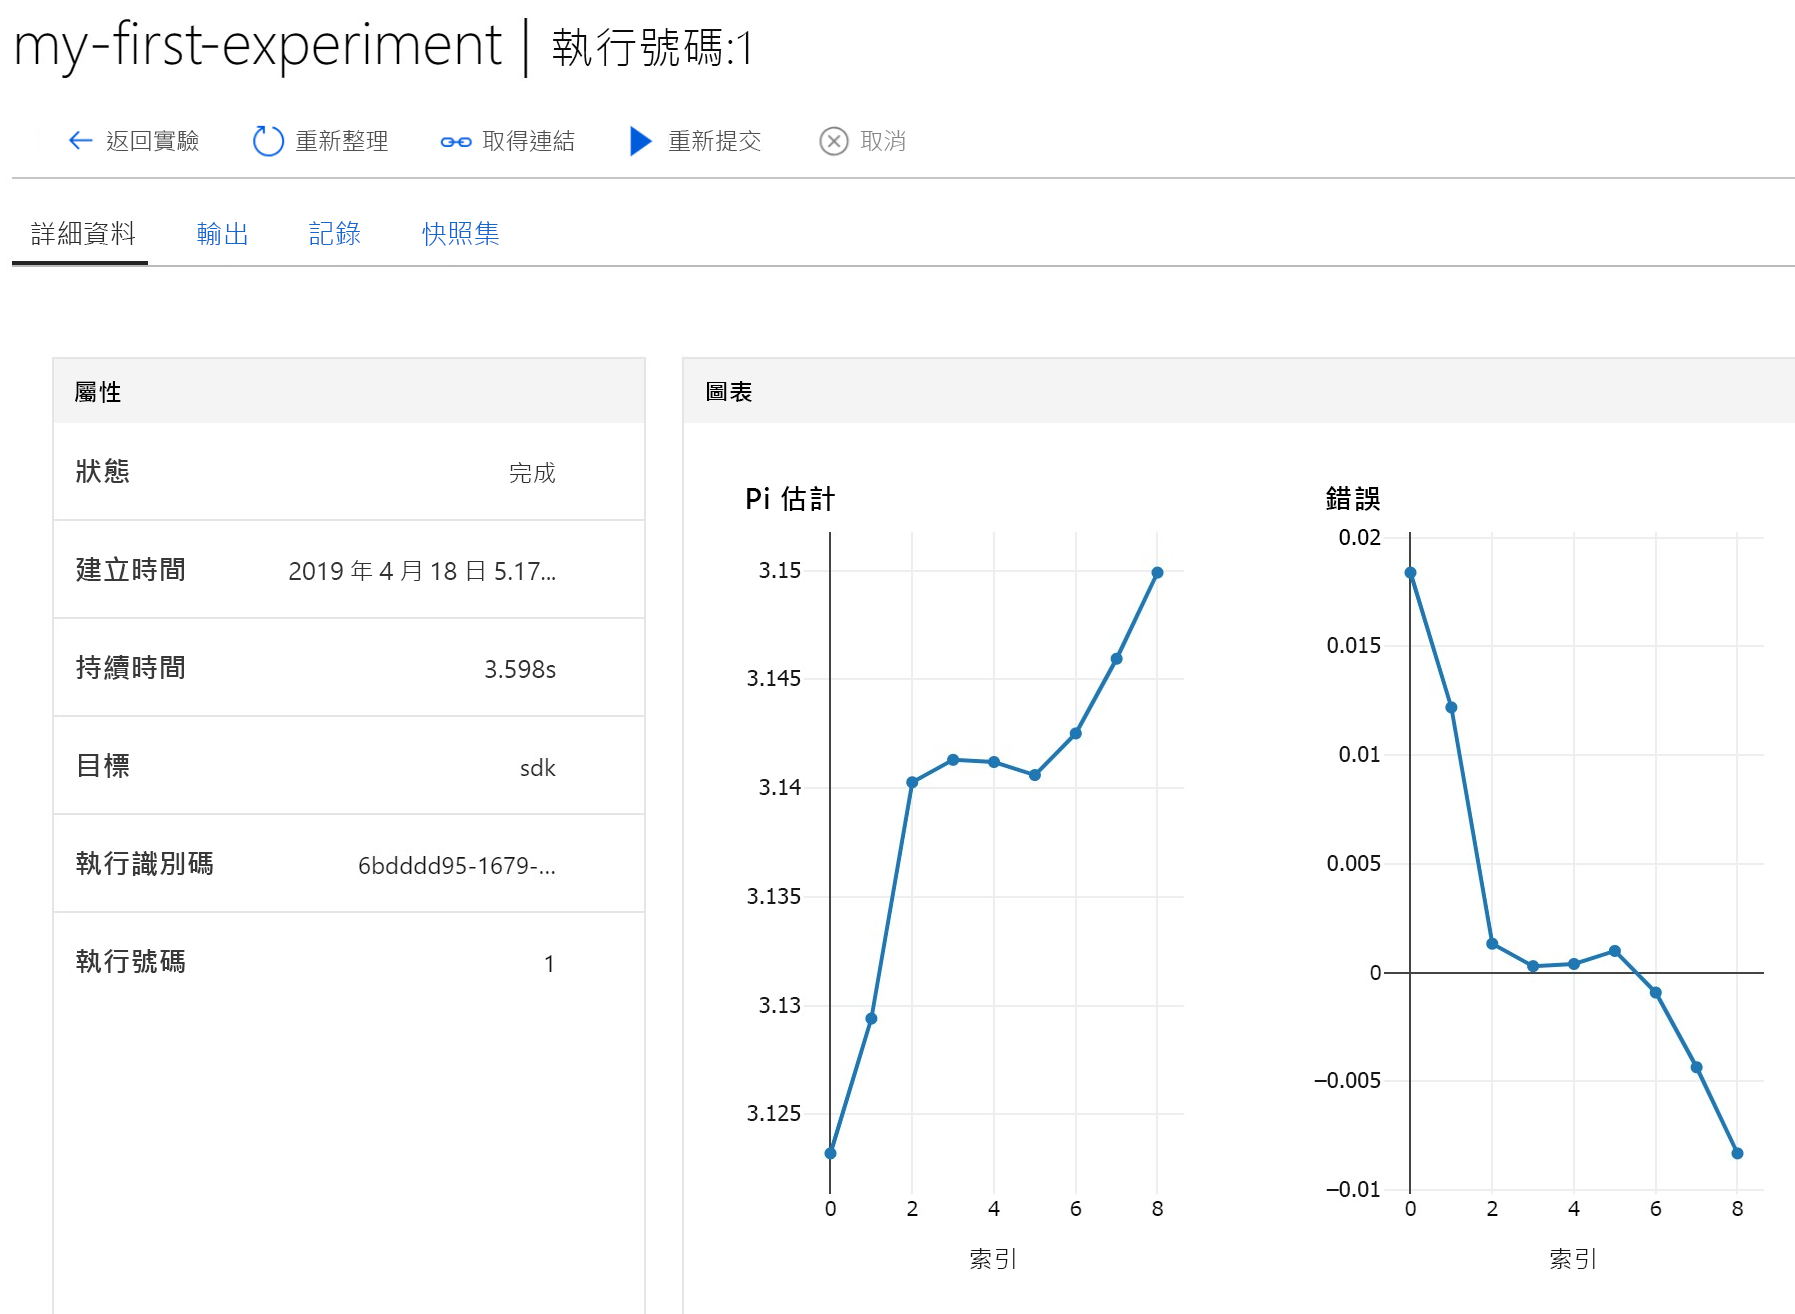 my-first-experiment | 執行號碼:1
返回實驗 重新整理 取得連結 重新提交 取消
詳細資料 輸出 記錄 快照集
屬性
狀態 完成
建立時間 2019 年 4 月 18 日 5.17...
持續時間 3.598s
目標 sdk
執行識別碼 6bdddd95-1679-...
執行號碼 1
圖表
Pi 估計
3.15
3.145
3.14
3.135
3.13
3.125
0 2 4 6 8
索引
錯誤
0.02
0.015
0.01
0.005
0
−0.005
−0.01
0 2 4 6 8
索引